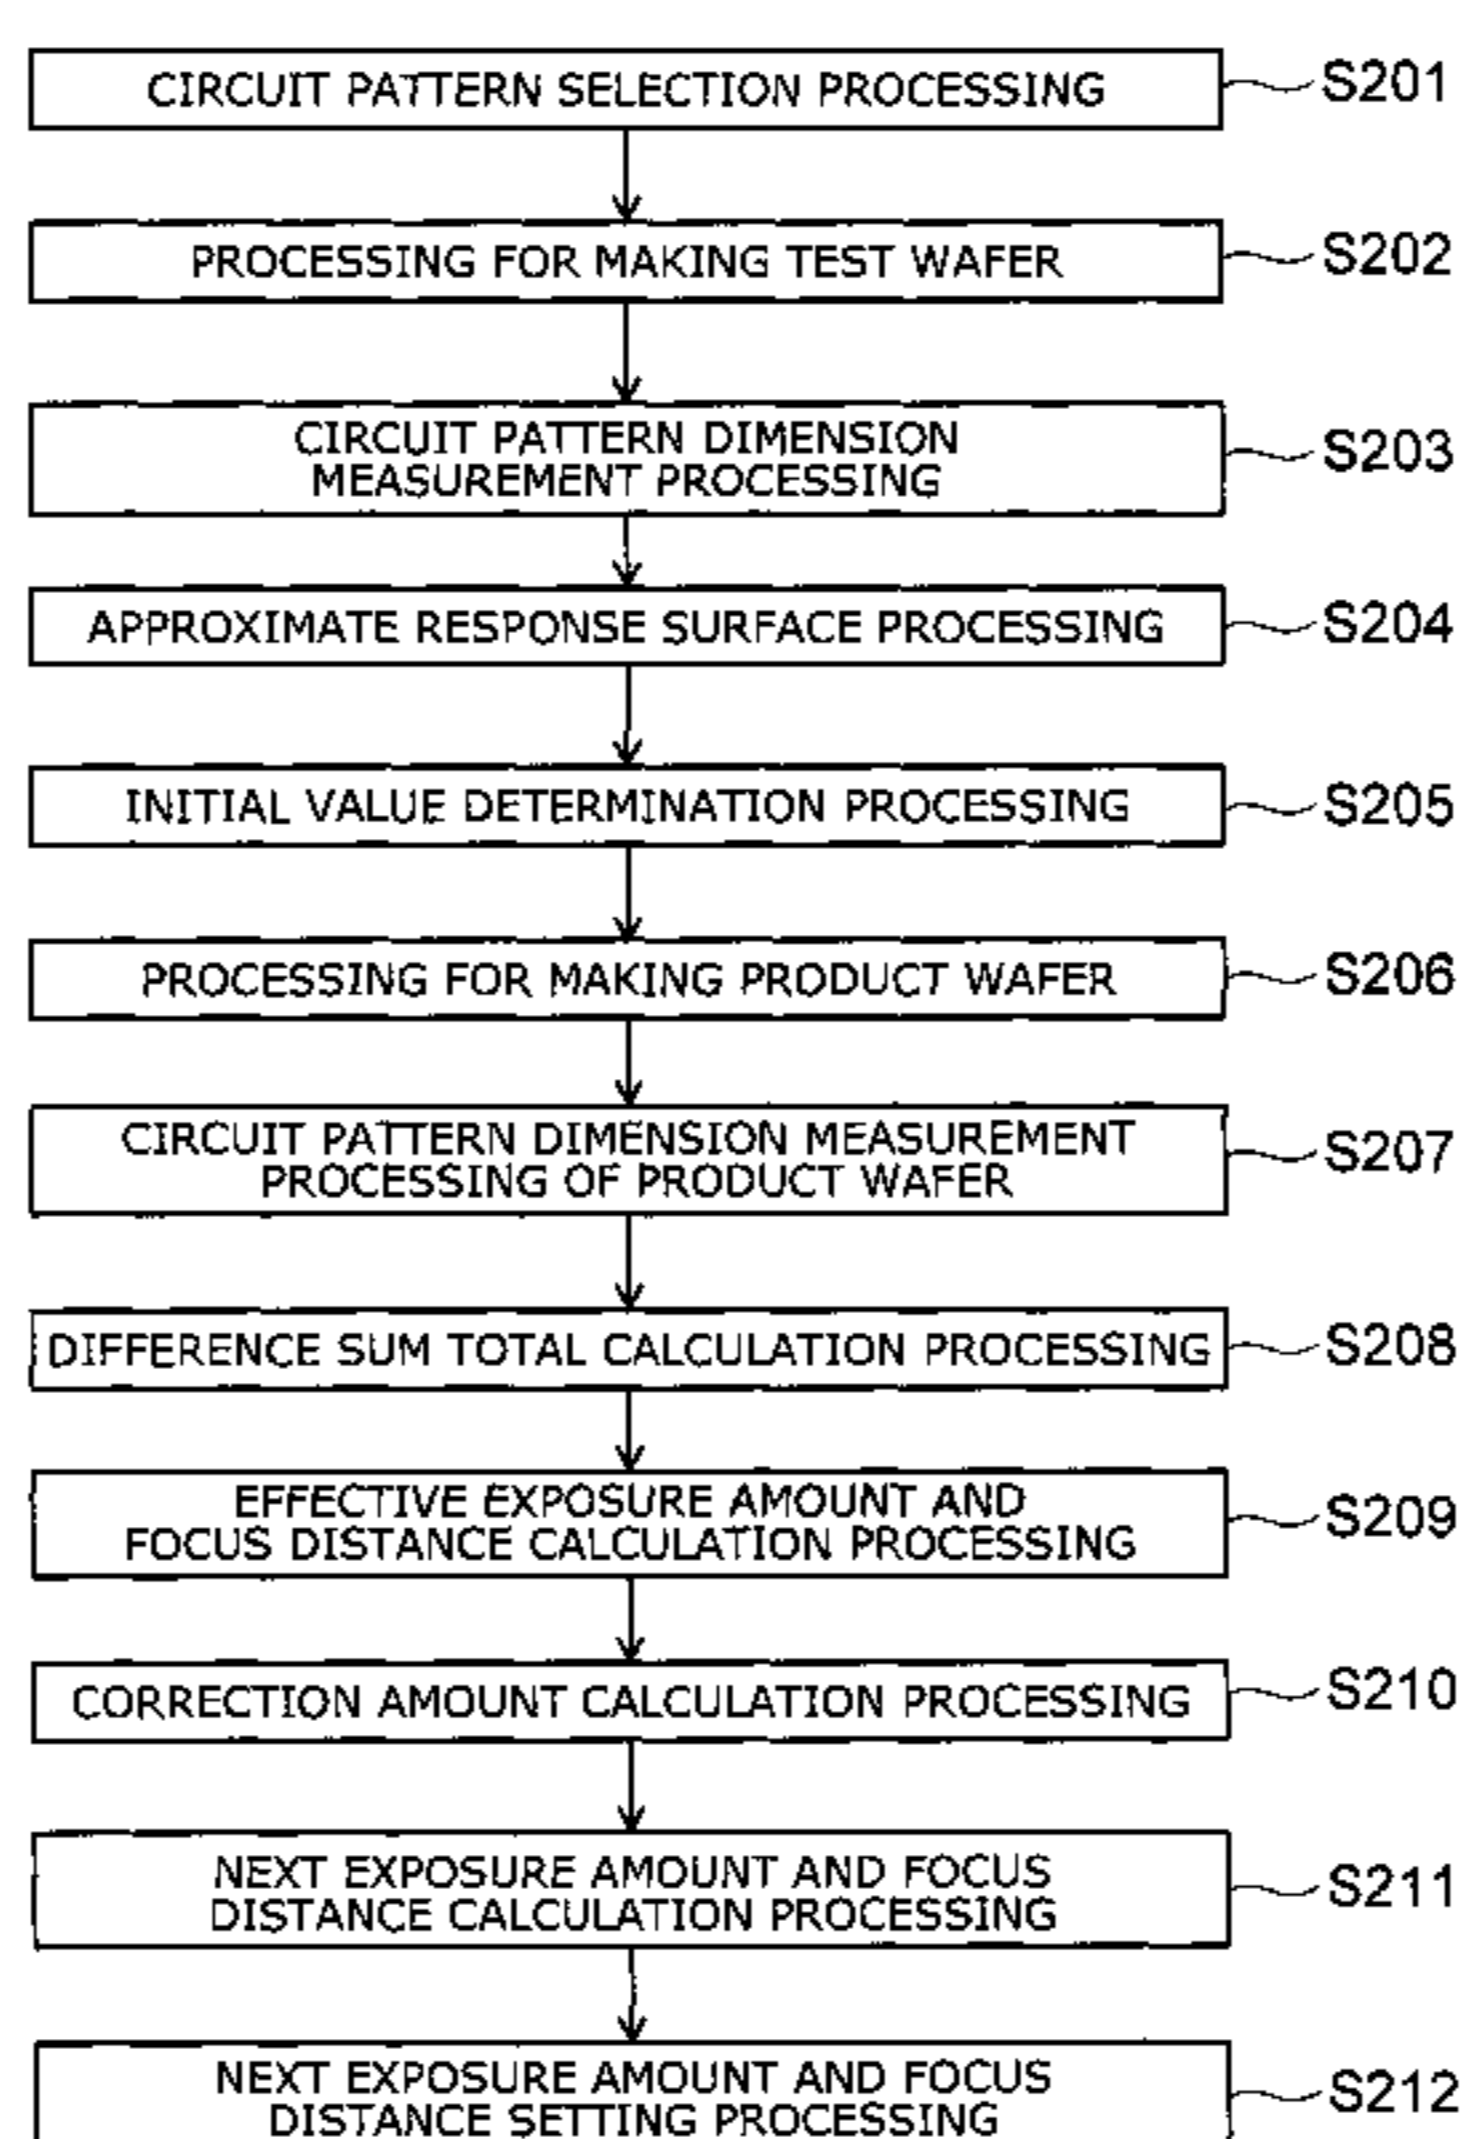 CIRCUIT PATTERN SELECTION PROCESSING
S201
PROCESSING FOR MAKING TEST WAFER
S202
CIRCUIT PATTERN DIMENSION
MEASUREMENT PROCESSING
S203
APPROXIMATE RESPONSE SURFACE PROCESSING
S204
INITIAL VALUE DETERMINATION PROCESSING
S205
PROCESSING FOR MAKING PRODUCT WAFER
S206
CIRCUIT PATTERN DIMENSION MEASUREMENT
PROCESSING OF PRODUCT WAFER
S207
DIFFERENCE SUM TOTAL CALCULATION PROCESSING
S208
EFFECTIVE EXPOSURE AMOUNT AND
FOCUS DISTANCE CALCULATION PROCESSING
S209
CORRECTION AMOUNT CALCULATION PROCESSING
S210
NEXT EXPOSURE AMOUNT AND FOCUS
DISTANCE CALCULATION PROCESSING
S211
NEXT EXPOSURE AMOUNT AND FOCUS
DISTANCE SETTING PROCESSING
S212